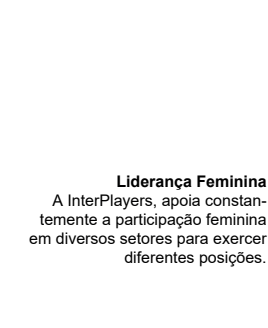 Liderança Feminina
A InterPlayers, apoia constan-
temente a participação feminina
em diversos setores para exercer
diferentes posições.